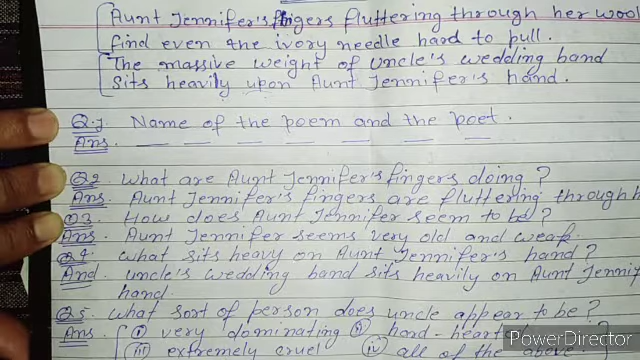 Aunt Jennifer's fingers fluttering through her wool
find even the ivory needle hard to pull.
The massive weight of uncle's wedding band
Sits heavily upon Aunt Jennifer's hand.
Q.1. Name of the poem and the poet.
Ans. _ _ _ _ _ _ _
Q2. What are Aunt Jennifer's fingers doing?
Ans. Aunt Jennifer's fingers are fluttering through h
Q3. How does Aunt Jennifer seem to be?
Ans. Aunt Jennifer seems very old and weak.
Q4. what sits heavy on Aunt Jennifer's hand?
And. uncle's wedding band sits heavily on Aunt Jennif
hand.
Q5. what sort of person does uncle appear to be?
Ans. (i) very dominating (ii) hard-hearted
(iii) extremely cruel (iv) all of the above.
PowerDirector